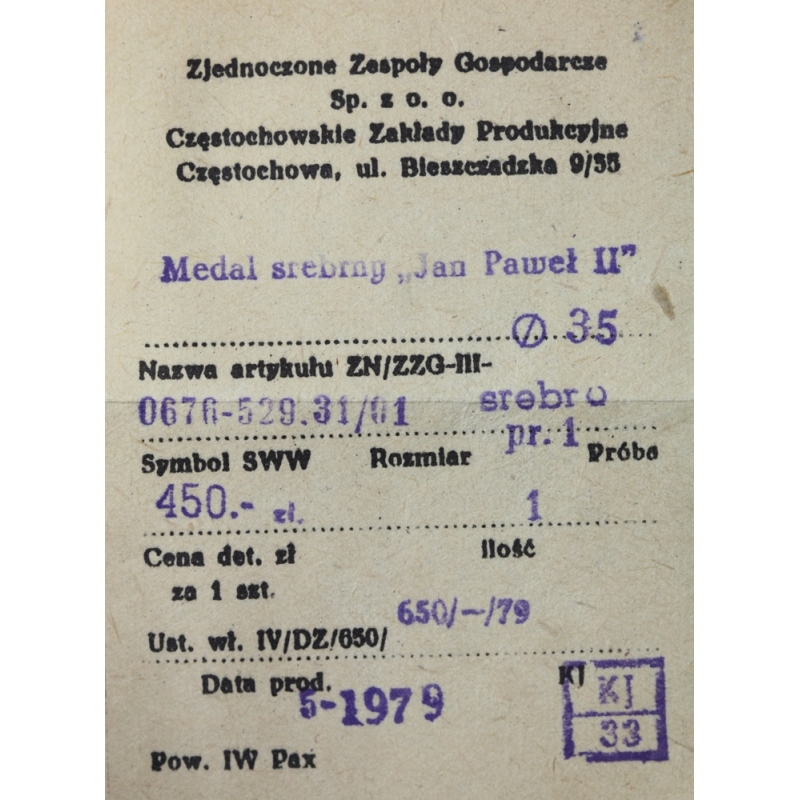 Zjednoczone Zespoły Gospodarcze
Sp. z o. o.
Częstochowskie Zakłady Produkcyjne
Częstochowa, ul. Bieszczadzka 9/35
Medal srebrny „Jan Paweł II”
∅ 35
Nazwa artykułu ZN/ZZG-III-
0676-529.31/01 srebro
pr. 1
Symbol SWW Rozmiar Próba
450.- zł. 1
Cena det. zł ilość
za 1 szt.
650/-/79
Ust. wł. IV/DZ/650/
Data prod. KJ KJ
5-1979
33
Pow. IW Pax